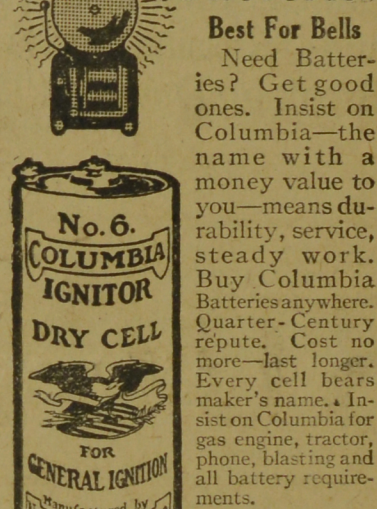 Best For Bells
Need Batter-
ies? Get good
ones. Insist on
Columbia—the
name with a
money value to
you—means du-
rability, service,
steady work.
Buy Columbia
Batteries anywhere.
Quarter-Century
repute. Cost no
more—last longer.
Every cell bears
maker's name. In-
sist on Columbia for
gas engine, tractor,
phone, blasting and
all battery require-
ments.
No. 6.
COLUMBIA
IGNITOR
DRY CELL
FOR
GENERAL IGNITION
Manufactured by